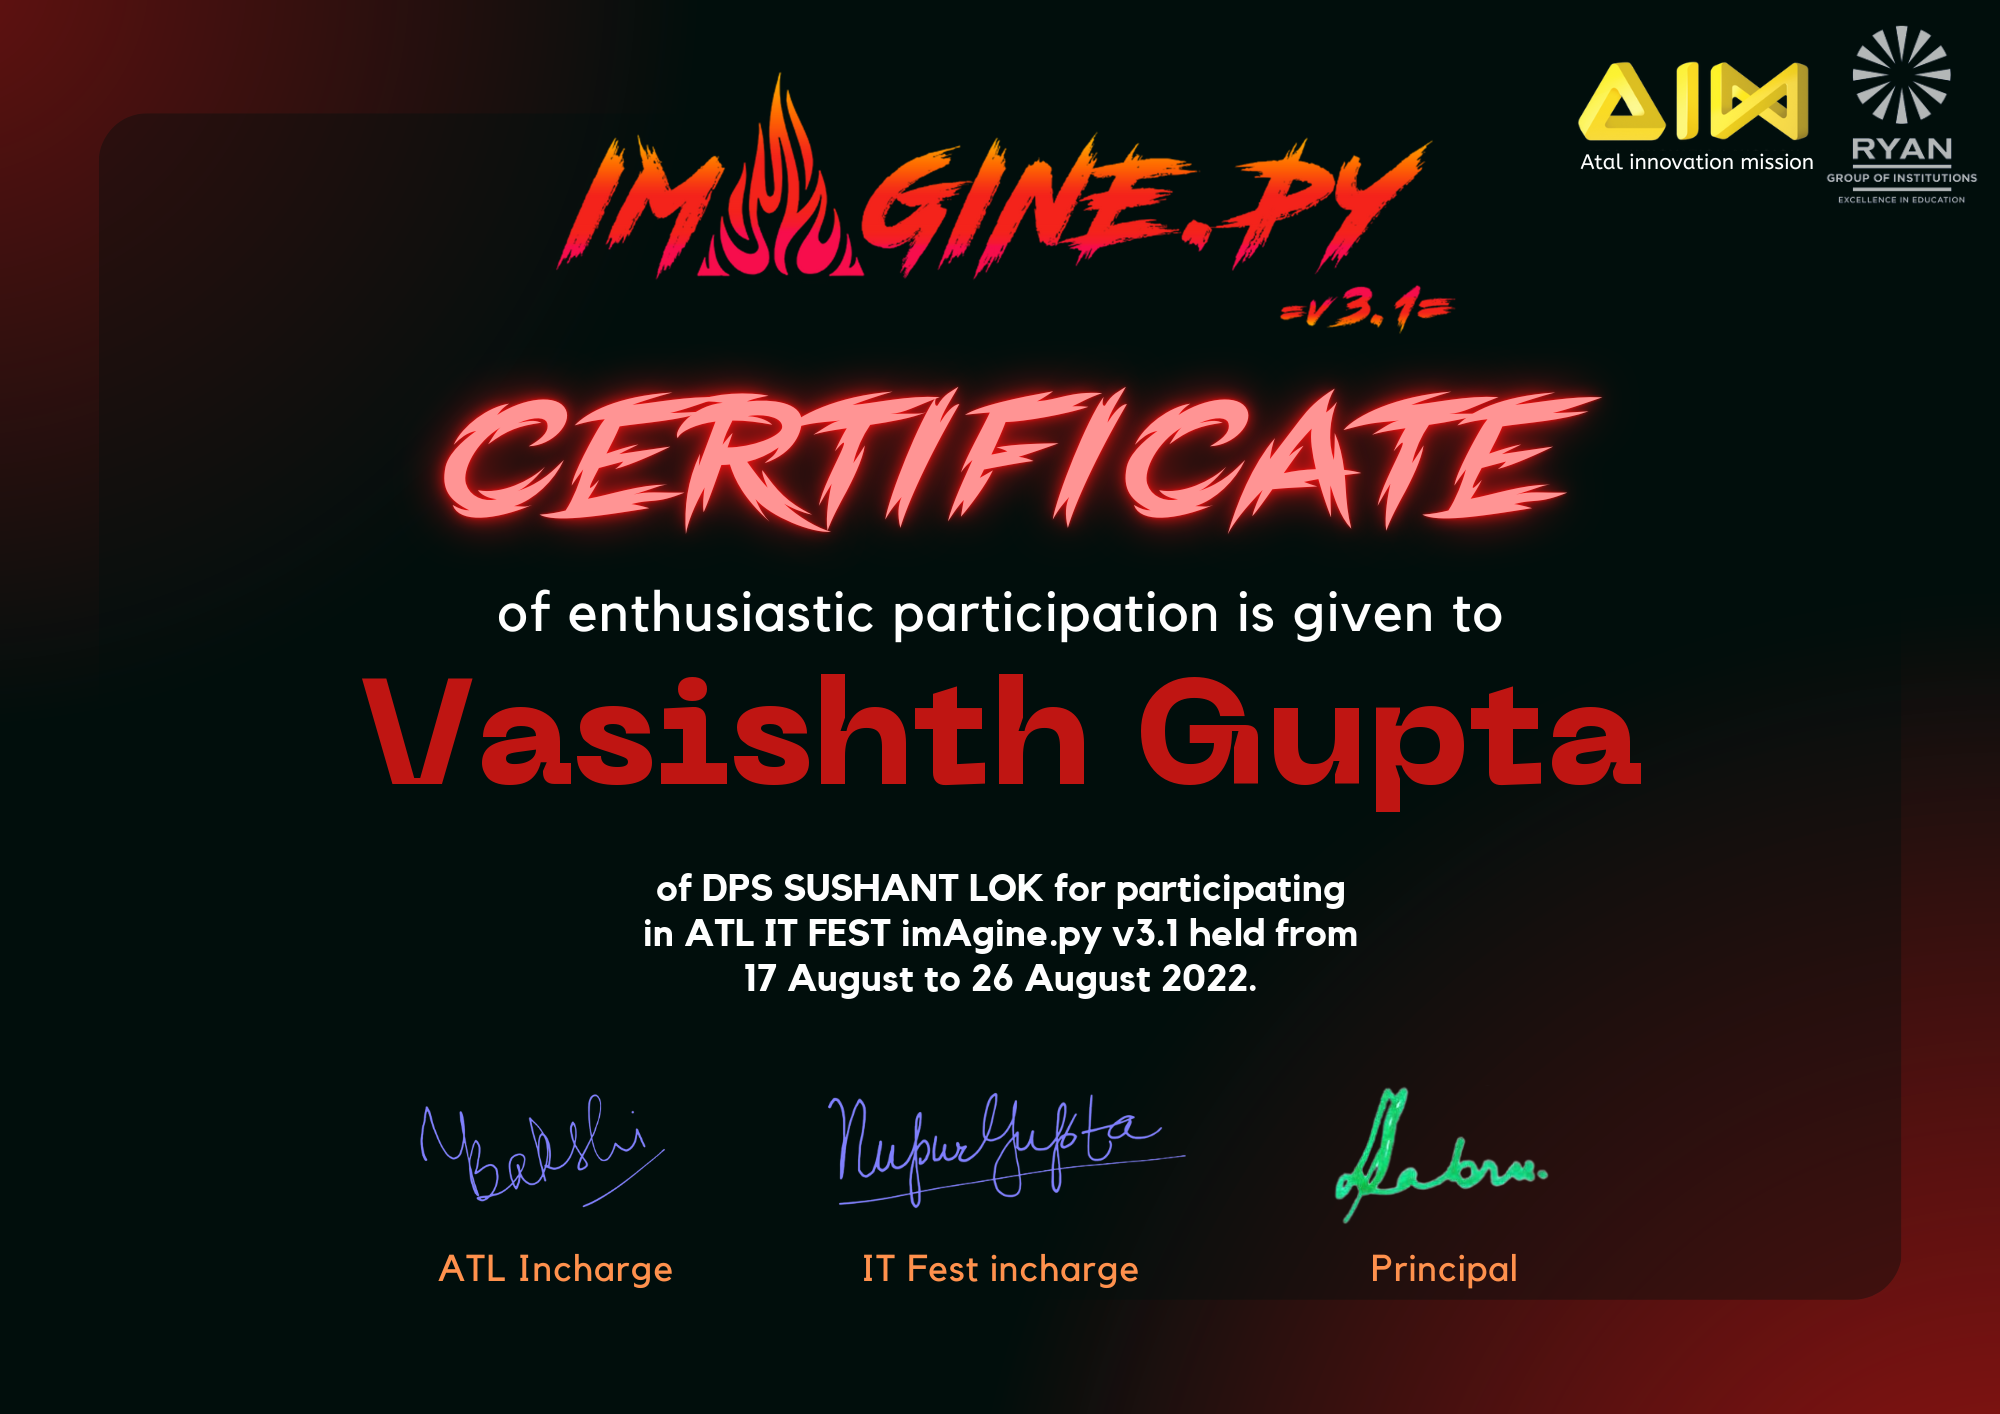 IMAGINE.PY
=v3.1=
AIM
Atal innovation mission
RYAN
GROUP OF INSTITUTIONS
EXCELLENCE IN EDUCATION
CERTIFICATE
of enthusiastic participation is given to
Vasishth Gupta
of DPS SUSHANT LOK for participating
in ATL IT FEST imAgine.py v3.1 held from
17 August to 26 August 2022.
NBakshi
Nupur Gupta
ATL Incharge
IT Fest incharge
Principal